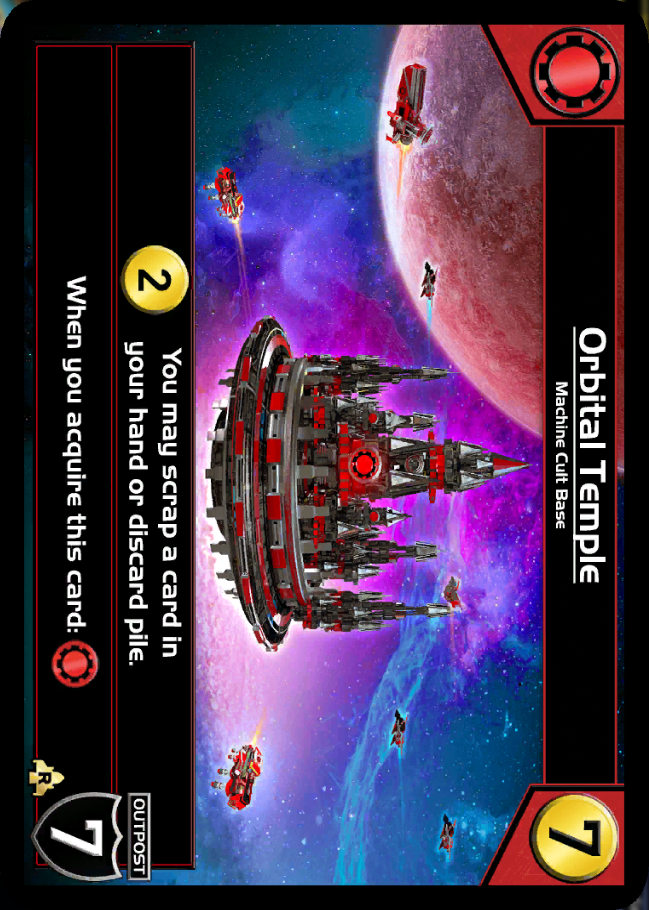 Orbital Temple
Machine Cult Base
7
2
You may scrap a card in
your hand or discard pile.
When you acquire this card:
OUTPOST
7
R